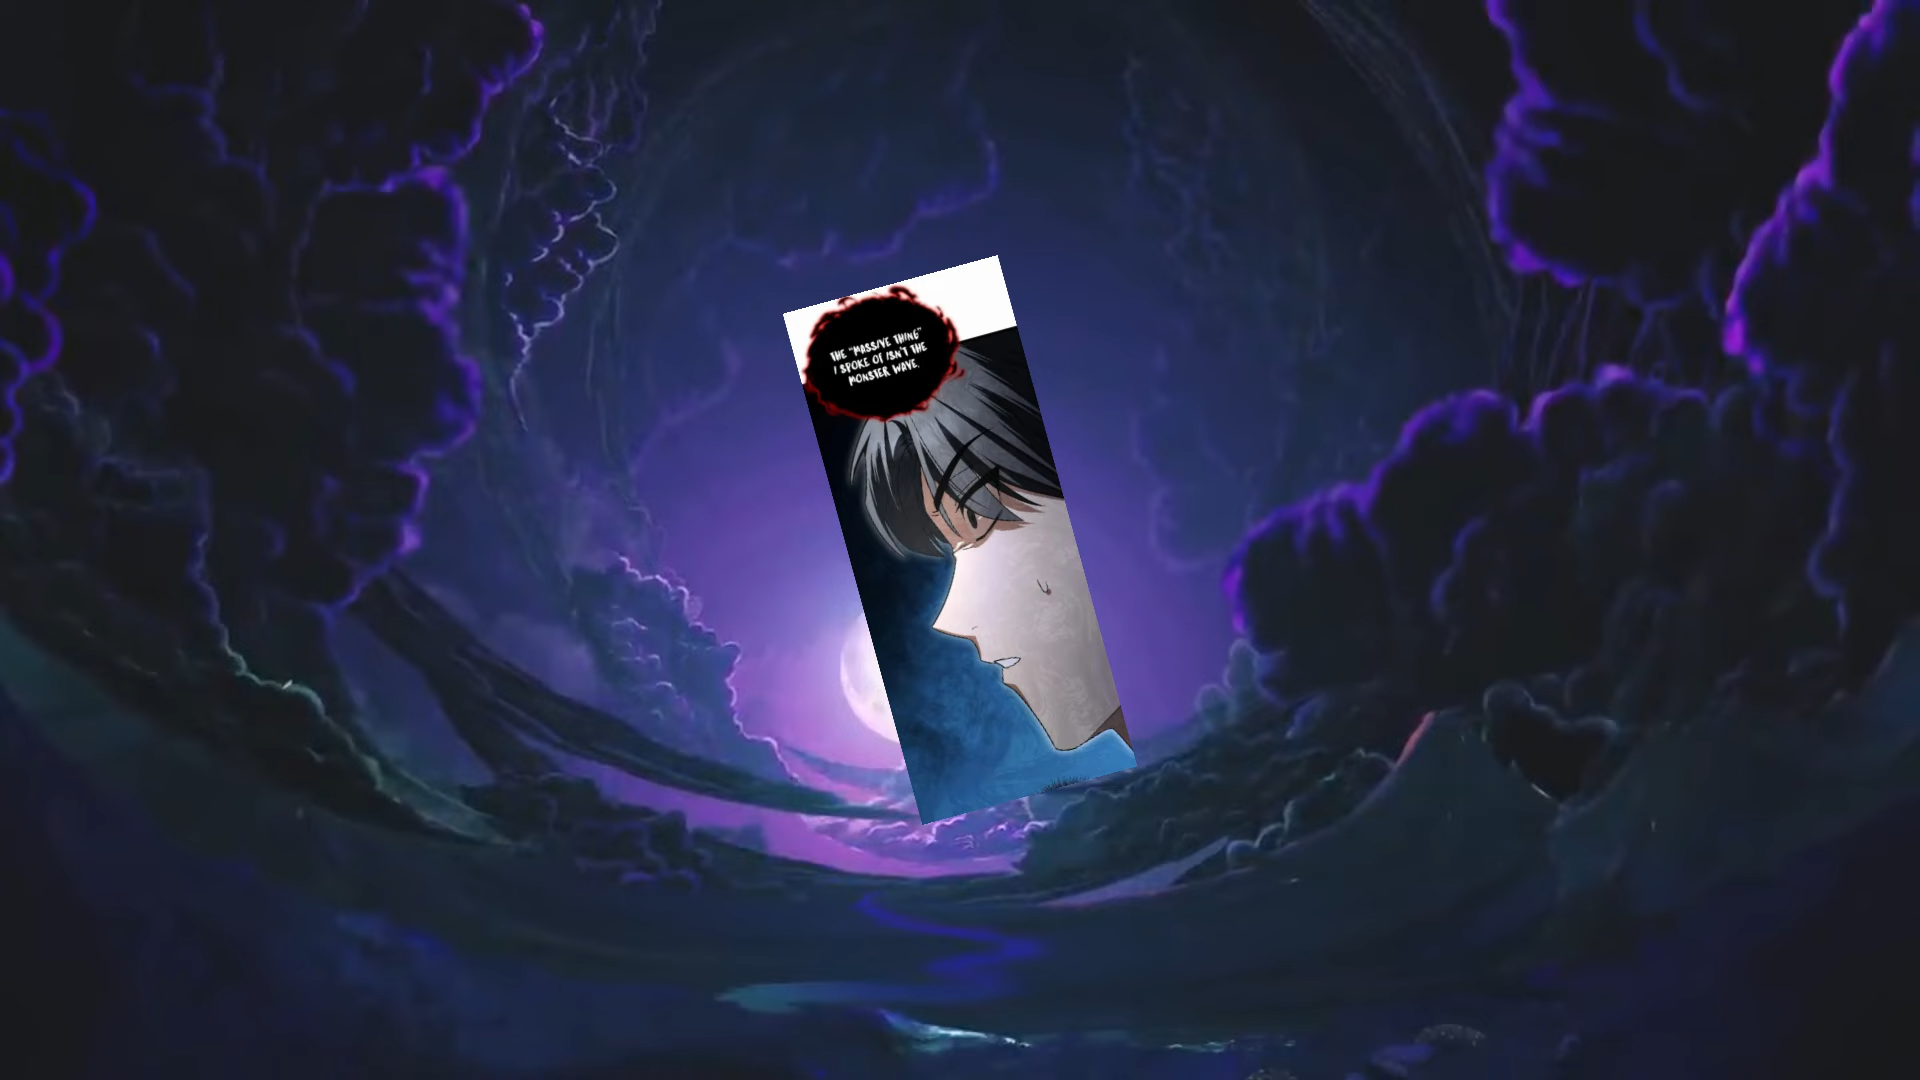 THE "MASSIVE THING"
I SPOKE OF ISN'T THE
MONSTER WAVE.